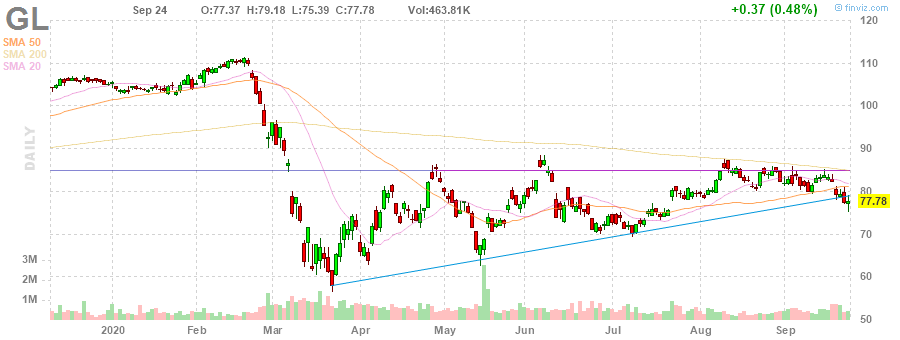 GL
Sep 24 O:77.37 H:79.18 L:75.39 C:77.78 Vol:463.81K +0.37 (0.48%) finviz.com
SMA 50
SMA 200
SMA 20
DAILY
120
110
100
90
80
77.78
70
60
50
3M
2M
1M
2020 Feb Mar Apr May Jun Jul Aug Sep